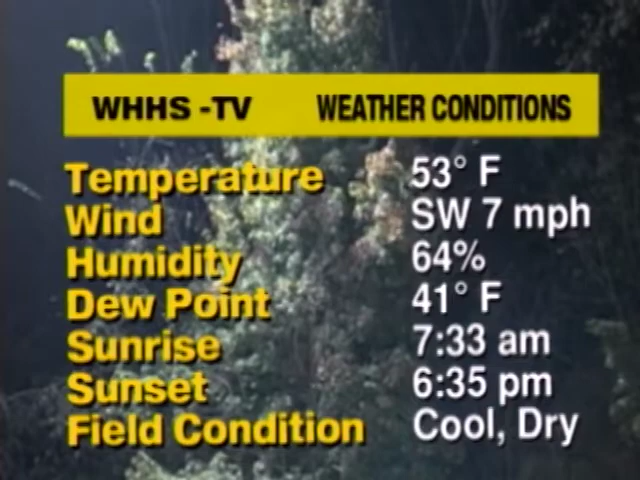 WHHS -TV WEATHER CONDITIONS
Temperature 53° F
Wind SW 7 mph
Humidity 64%
Dew Point 41° F
Sunrise 7:33 am
Sunset 6:35 pm
Field Condition Cool, Dry